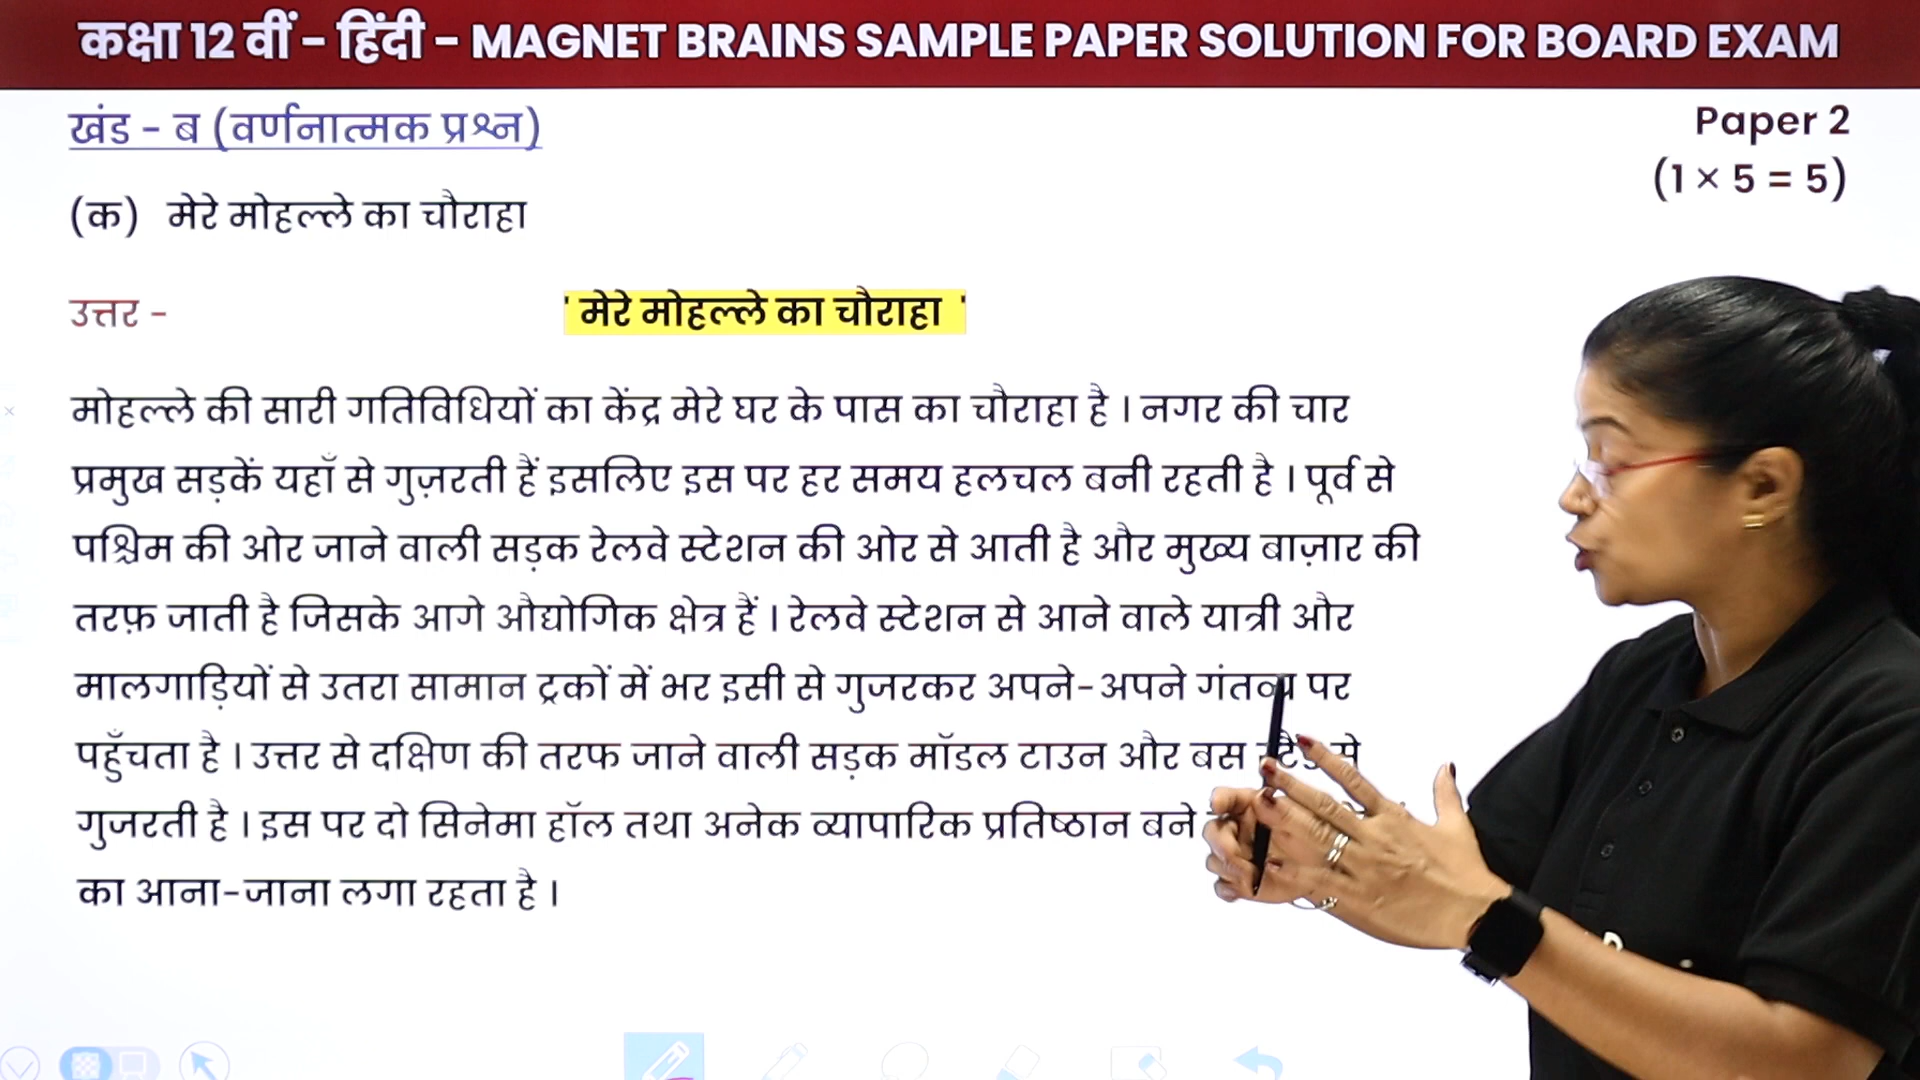 कक्षा 12 वीं - हिंदी - MAGNET BRAINS SAMPLE PAPER SOLUTION FOR BOARD EXAM
खंड - ब (वर्णनात्मक प्रश्न)
Paper 2
(1 × 5 = 5)
(क) मेरे मोहल्ले का चौराहा
उत्तर -
' मेरे मोहल्ले का चौराहा '
मोहल्ले की सारी गतिविधियों का केंद्र मेरे घर के पास का चौराहा है । नगर की चार
प्रमुख सड़कें यहाँ से गुज़रती हैं इसलिए इस पर हर समय हलचल बनी रहती है । पूर्व से
पश्चिम की ओर जाने वाली सड़क रेलवे स्टेशन की ओर से आती है और मुख्य बाज़ार की
तरफ़ जाती है जिसके आगे औद्योगिक क्षेत्र हैं । रेलवे स्टेशन से आने वाले यात्री और
मालगाड़ियों से उतरा सामान ट्रकों में भर इसी से गुजरकर अपने-अपने गंतव्य पर
पहुँचता है । उत्तर से दक्षिण की तरफ जाने वाली सड़क मॉडल टाउन और बस से
गुजरती है । इस पर दो सिनेमा हॉल तथा अनेक व्यापारिक प्रतिष्ठान बने
का आना-जाना लगा रहता है ।